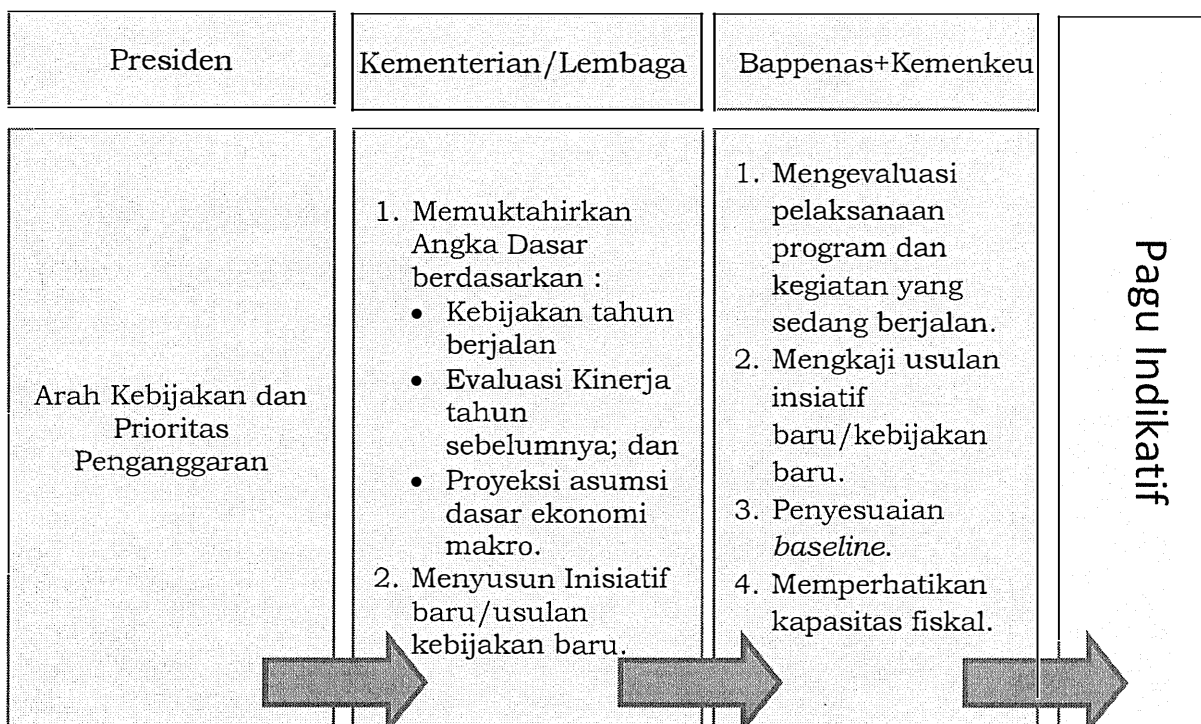 Presiden
Kementerian/Lembaga
Bappenas+Kemenkeu
Arah Kebijakan dan
Prioritas
Penganggaran
1. Memuktahirkan
Angka Dasar
berdasarkan :
• Kebijakan tahun
berjalan
• Evaluasi Kinerja
tahun
sebelumnya; dan
• Proyeksi asumsi
dasar ekonomi
makro.
2. Menyusun Inisiatif
baru/usulan
kebijakan baru.
1. Mengevaluasi
pelaksanaan
program dan
kegiatan yang
sedang berjalan.
2. Mengkaji usulan
insiatif
baru/kebijakan
baru.
3. Penyesuaian
baseline.
4. Memperhatikan
kapasitas fiskal.
Pagu Indikatif